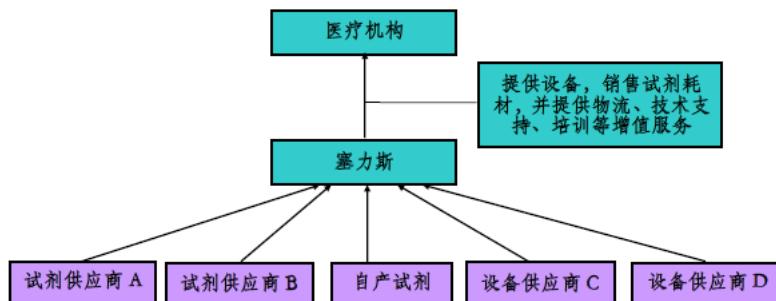 医疗机构
提供设备，销售试剂耗
材，并提供物流、技术支
持、培训等增值服务
塞力斯
试剂供应商 A
试剂供应商 B
自产试剂
设备供应商 C
设备供应商 D